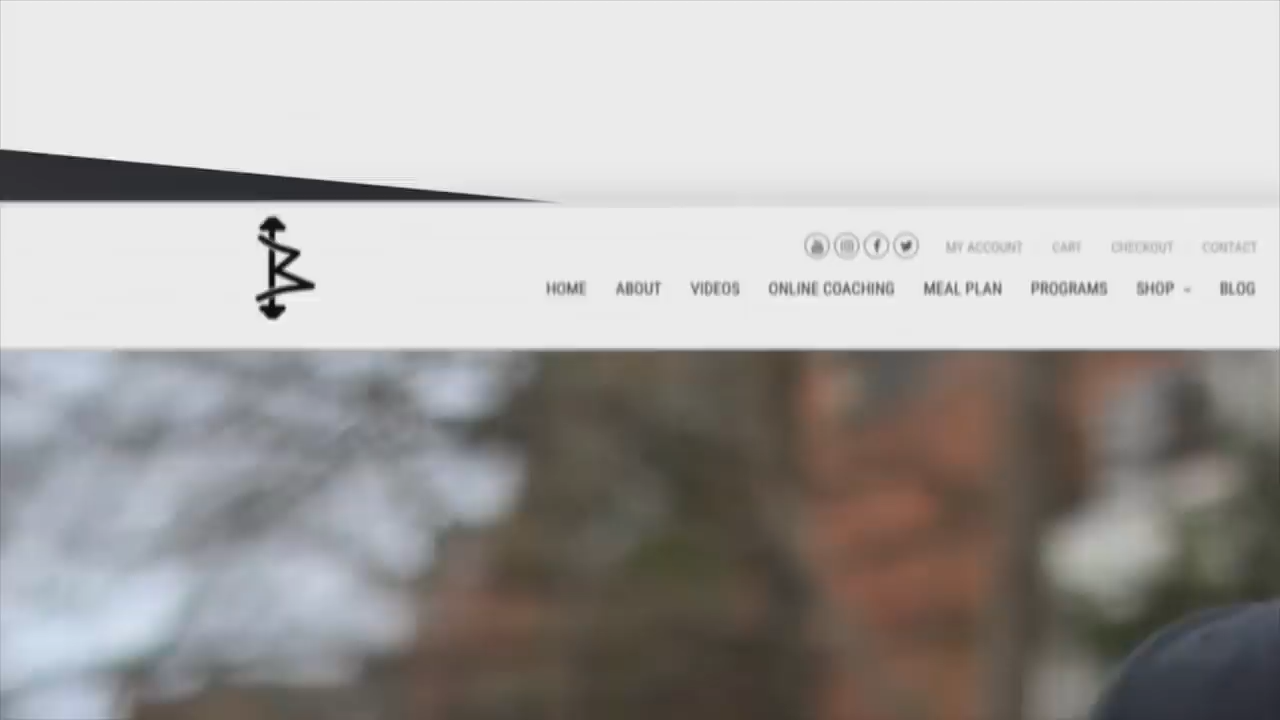 MY ACCOUNT CART CHECKOUT CONTACT
HOME ABOUT VIDEOS ONLINE COACHING MEAL PLAN PROGRAMS SHOP BLOG